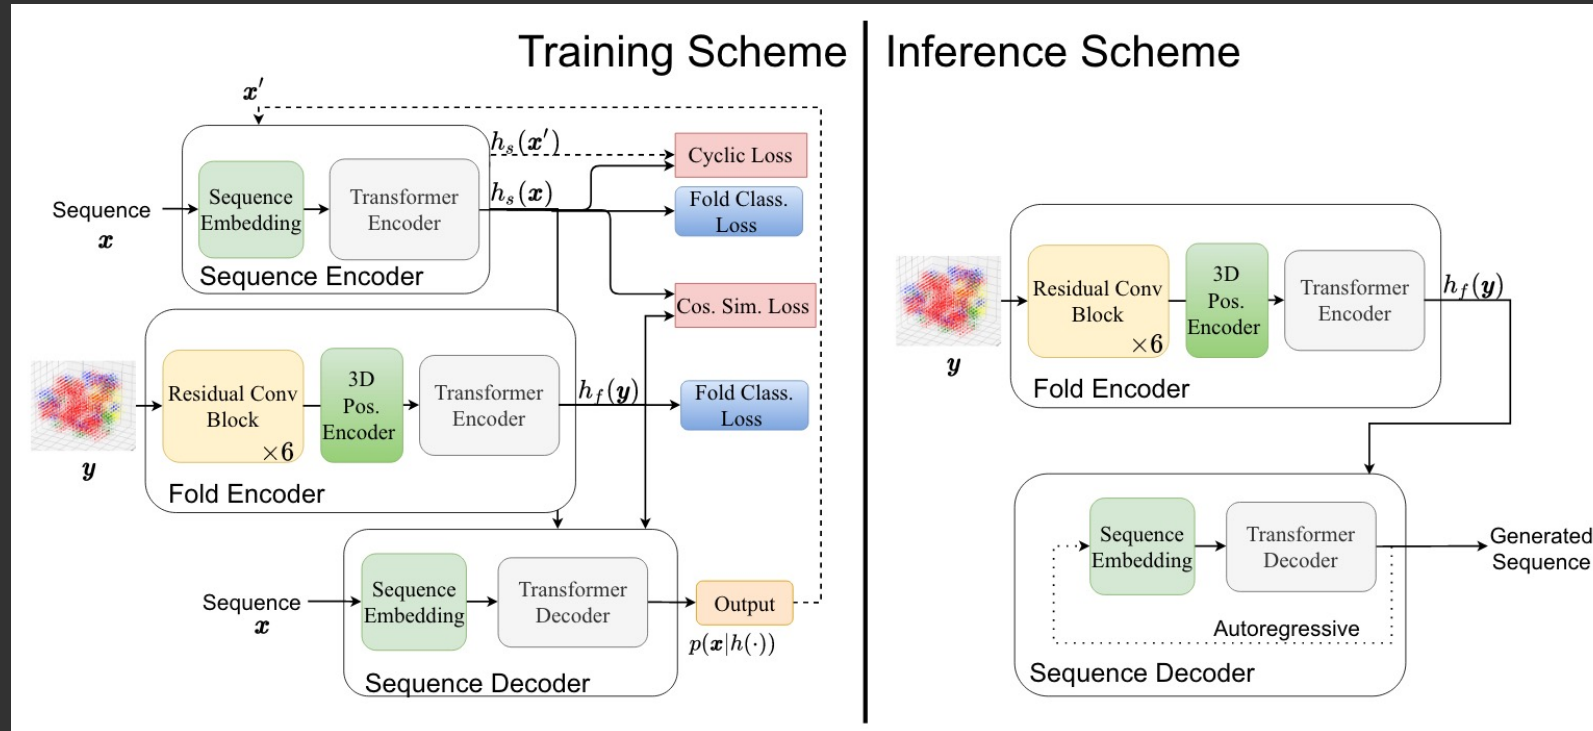 Training Scheme
Inference Scheme
x′
Sequence
x
Sequence
Embedding
Transformer
Encoder
Sequence Encoder
hₛ(x′)
hₛ(x)
Cyclic Loss
Fold Class.
Loss
Cos. Sim. Loss
y
Residual Conv
Block
×6
3D
Pos.
Encoder
Transformer
Encoder
Fold Encoder
h_f(y)
Fold Class.
Loss
Sequence
x
Sequence
Embedding
Transformer
Decoder
Sequence Decoder
Output
p(x|h(·))
y
Residual Conv
Block
×6
3D
Pos.
Encoder
Transformer
Encoder
Fold Encoder
h_f(y)
Sequence
Embedding
Transformer
Decoder
Autoregressive
Sequence Decoder
Generated
Sequence